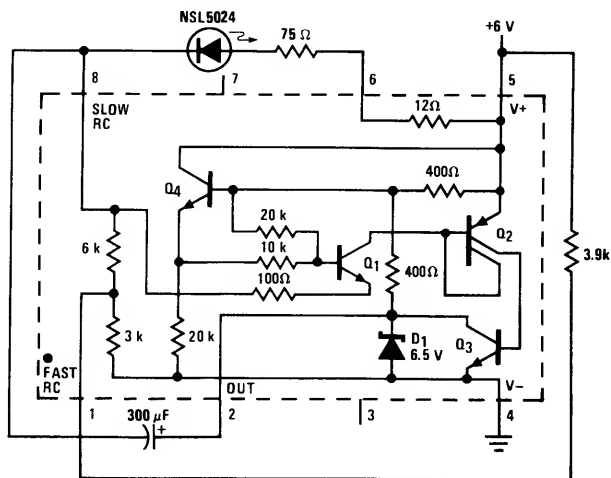 NSL5024
+6 V
75 Ω
8
7
6
5
SLOW
RC
12Ω
V+
Q4
400Ω
Q2
20 k
6 k
10 k
Q1
400Ω
3.9k
100Ω
3 k
20 k
D1
6.5 V
Q3
FAST
RC
OUT
V−
1
300 µF
+
2
3
4